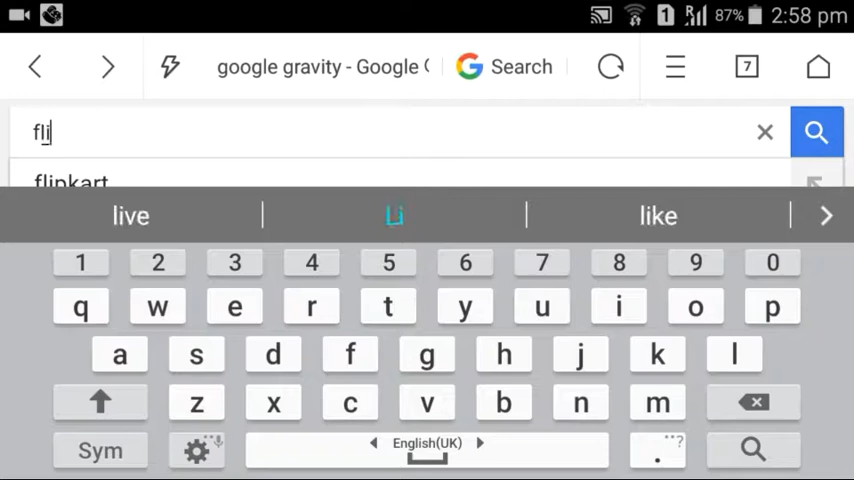 1 R 87% 2:58 pm
google gravity - Google Search 7
fli
flipkart
live Li like
1 2 3 4 5 6 7 8 9 0
q w e r t y u i o p
a s d f g h j k l
z x c v b n m
Sym English(UK) . ?